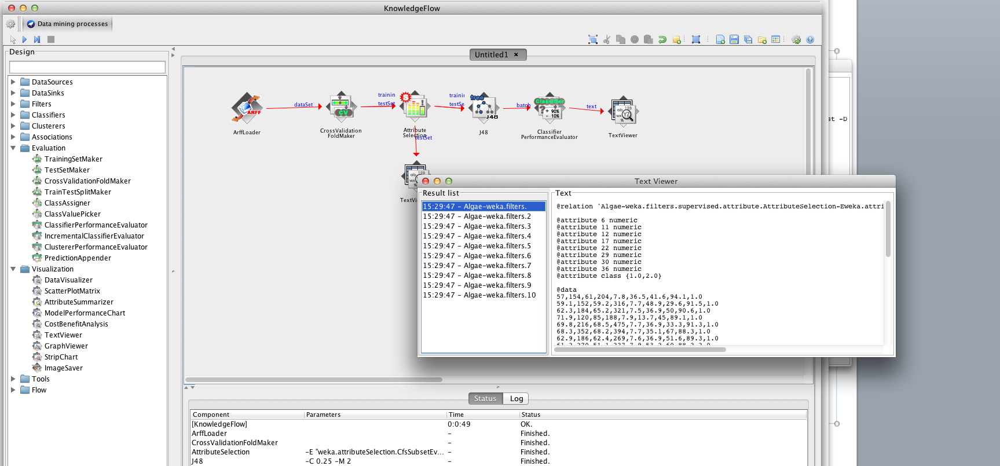 KnowledgeFlow
Data mining processes
Design
Untitled1 ×
DataSources
DataSinks
Filters
Classifiers
Clusterers
Associations
Evaluation
TrainingSetMaker
TestSetMaker
CrossValidationFoldMaker
TrainTestSplitMaker
ClassAssigner
ClassValuePicker
ClassifierPerformanceEvaluator
IncrementalClassifierEvaluator
ClustererPerformanceEvaluator
PredictionAppender
Visualization
DataVisualizer
ScatterPlotMatrix
AttributeSummarizer
ModelPerformanceChart
CostBenefitAnalysis
TextViewer
GraphViewer
StripChart
ImageSaver
Tools
Flow
ARFF
ArffLoader
dataSet
CV
CrossValidation
FoldMaker
trainin
testSet
Attribute
Selection
testSet
trainin
testSe
tree
J48
J48
batch
Classifier
+ 90%
- 10%
Classifier
PerformanceEvaluator
text
TextViewer
TextVi
st -D
Text Viewer
Result list
15:29:47 - Algae-weka.filters.
15:29:47 - Algae-weka.filters.2
15:29:47 - Algae-weka.filters.3
15:29:47 - Algae-weka.filters.4
15:29:47 - Algae-weka.filters.5
15:29:47 - Algae-weka.filters.6
15:29:47 - Algae-weka.filters.7
15:29:47 - Algae-weka.filters.8
15:29:47 - Algae-weka.filters.9
15:29:47 - Algae-weka.filters.10
Text
@relation 'Algae-weka.filters.supervised.attribute.AttributeSelection-Eweka.attri
@attribute 6 numeric
@attribute 11 numeric
@attribute 12 numeric
@attribute 17 numeric
@attribute 22 numeric
@attribute 29 numeric
@attribute 30 numeric
@attribute 36 numeric
@attribute class {1.0,2.0}
@data
57,154,61,204,7.8,36.5,41.6,94.1,1.0
59.1,152,59.2,316,7.7,48.9,29.6,91.5,1.0
62.3,184,65.2,321,7.5,36.9,50,90.6,1.0
71.9,120,85,188,7.9,13.7,45,89.1,1.0
69.8,216,68.5,475,7.7,36.9,33.3,91.3,1.0
68.3,352,68.2,394,7.7,35.1,67,88.3,1.0
62.9,186,62.4,269,7.6,36.9,51.6,89.3,1.0
Status
Log
Component Parameters Time Status
[KnowledgeFlow] 0:0:49 OK.
ArffLoader - Finished.
CrossValidationFoldMaker - Finished.
AttributeSelection -E "weka.attributeSelection.CfsSubsetEv... - Finished.
J48 -C 0.25 -M 2 - Finished.